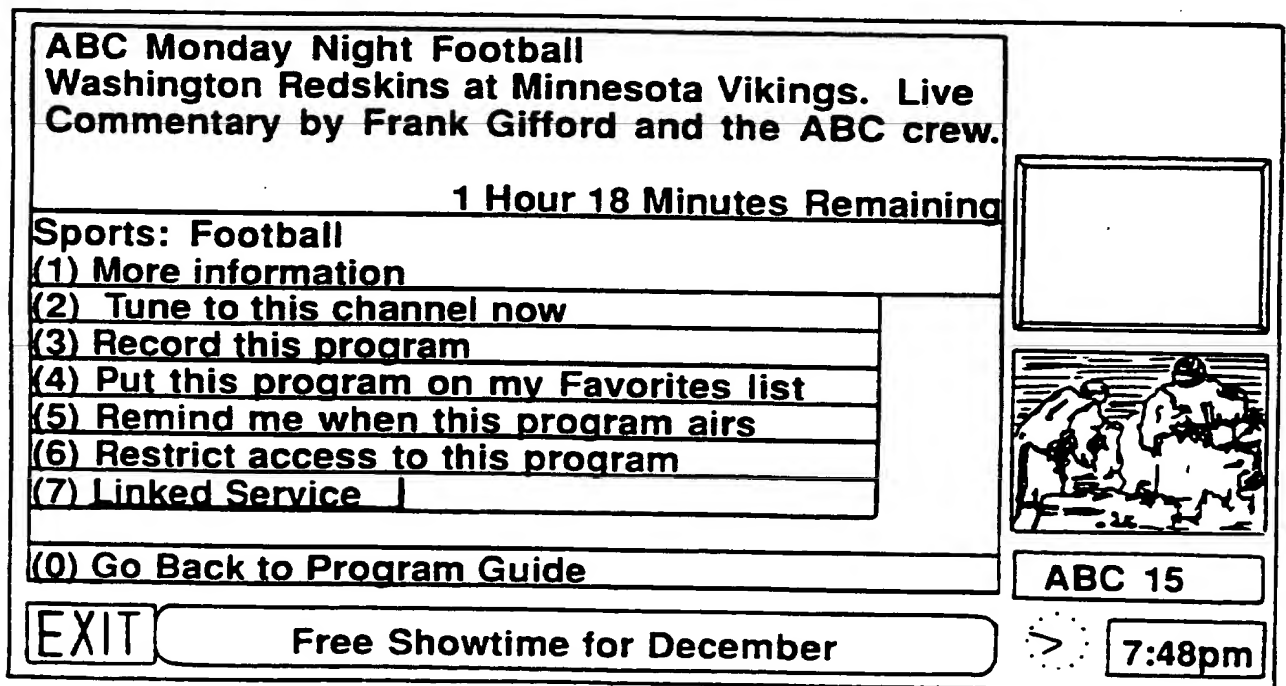 ABC Monday Night Football
Washington Redskins at Minnesota Vikings. Live
Commentary by Frank Gifford and the ABC crew.
1 Hour 18 Minutes Remaining
Sports: Football
(1) More information
(2) Tune to this channel now
(3) Record this program
(4) Put this program on my Favorites list
(5) Remind me when this program airs
(6) Restrict access to this program
(7) Linked Service
(0) Go Back to Program Guide
ABC 15
EXIT
Free Showtime for December
7:48pm